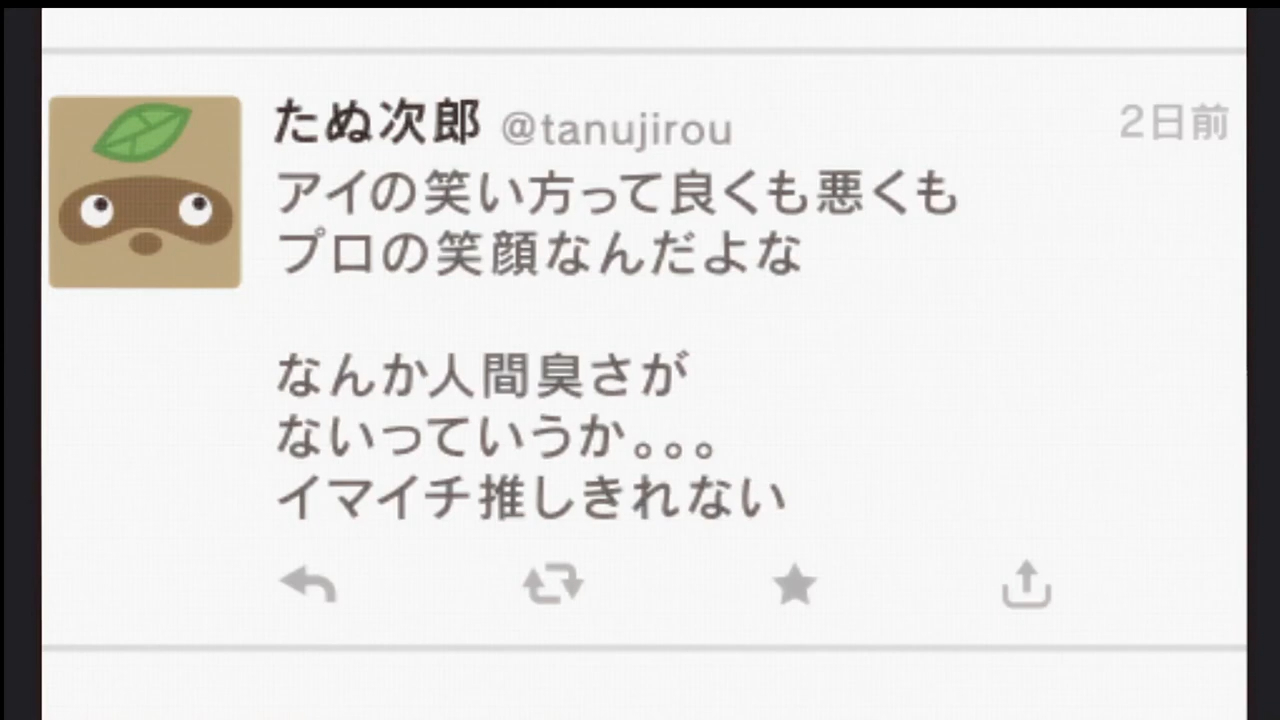 たぬ次郎 @tanujirou 2日前
アイの笑い方って良くも悪くも
プロの笑顔なんだよな
なんか人間臭さが
ないっていうか。。。
イマイチ推しきれない